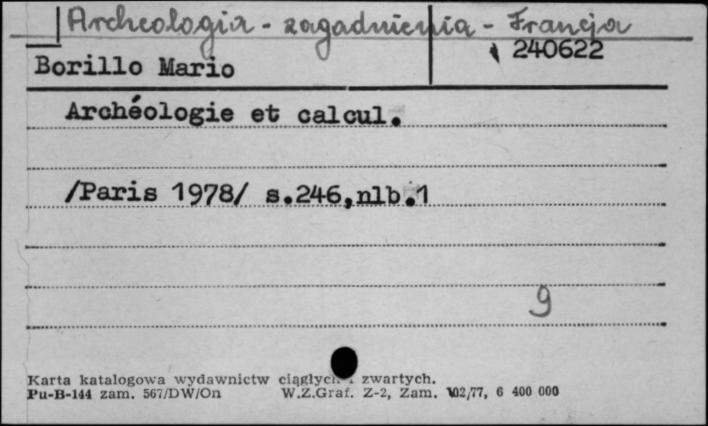 Archeologia - zagadnienia - Francja
240622
Borillo Mario
Archéologie et calcul.
/Paris 1978/ s.246,nlb.1
9
Karta katalogowa wydawnictw ciągłych i zwartych.
Pu-B-144 zam. 567/DW/On W.Z.Graf. Z-2, Zam. 102/77, 6 400 000